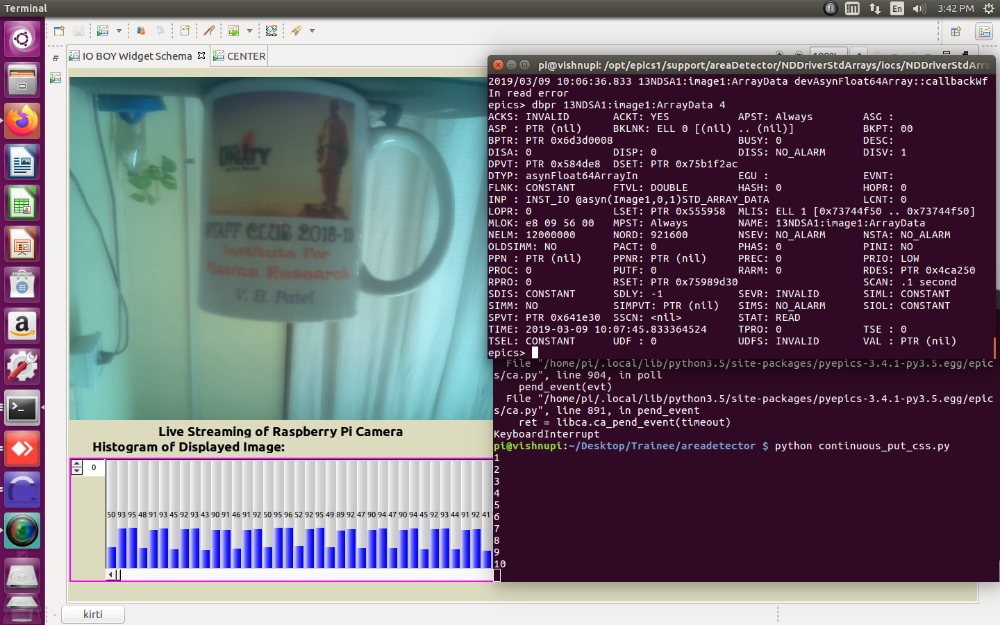 Terminal
En
3:42 PM
IO BOY Widget Schema
CENTER
100%
DNATY
STAFF CLUB 2018-19
Institute For
Plasma Research
V. B. Patel
Live Streaming of Raspberry Pi Camera
Histogram of Displayed Image:
0
50 93 95 48 91 93 45 92 93 43 90 91 46 91 92 50 95 96 52 92 95 49 89 92 47 90 94 47 90 94 45 92 93 44 91 92 41
kirti
pi@vishnupi: /opt/epics1/support/areaDetector/NDDriverStdArrays/iocs/NDDriverStdArra
2019/03/09 10:06:36.833 13NDSA1:image1:ArrayData devAsynFloat64Array::callbackWf
In read error
epics> dbpr 13NDSA1:image1:ArrayData 4
ACKS: INVALID ACKT: YES APST: Always ASG :
ASP : PTR (nil) BKLNK: ELL 0 [(nil) .. (nil)] BKPT: 00
BPTR: PTR 0x6d3d0008 BUSY: 0 DESC:
DISA: 0 DISP: 0 DISS: NO_ALARM DISV: 1
DPVT: PTR 0x584de8 DSET: PTR 0x75b1f2ac
DTYP: asynFloat64ArrayIn EGU : EVNT:
FLNK: CONSTANT FTVL: DOUBLE HASH: 0 HOPR: 0
INP : INST_IO @asyn(Image1,0,1)STD_ARRAY_DATA LCNT: 0
LOPR: 0 LSET: PTR 0x555958 MLIS: ELL 1 [0x73744f50 .. 0x73744f50]
MLOK: e8 09 56 00 MPST: Always NAME: 13NDSA1:image1:ArrayData
NELM: 12000000 NORD: 921600 NSEV: NO_ALARM NSTA: NO_ALARM
OLDSIMM: NO PACT: 0 PHAS: 0 PINI: NO
PPN : PTR (nil) PPNR: PTR (nil) PREC: 0 PRIO: LOW
PROC: 0 PUTF: 0 RARM: 0 RDES: PTR 0x4ca250
RPRO: 0 RSET: PTR 0x75989d30 SCAN: .1 second
SDIS: CONSTANT SDLY: -1 SEVR: INVALID SIML: CONSTANT
SIMM: NO SIMPVT: PTR (nil) SIMS: NO_ALARM SIOL: CONSTANT
SPVT: PTR 0x641e30 SSCN: <nil> STAT: READ
TIME: 2019-03-09 10:07:45.833364524 TPRO: 0 TSE : 0
TSEL: CONSTANT UDF : 0 UDFS: INVALID VAL : PTR (nil)
epics>
File "/home/pi/.local/lib/python3.5/site-packages/pyepics-3.4.1-py3.5.egg/epic
s/ca.py", line 904, in poll
pend_event(evt)
File "/home/pi/.local/lib/python3.5/site-packages/pyepics-3.4.1-py3.5.egg/epic
s/ca.py", line 891, in pend_event
ret = libca.ca_pend_event(timeout)
KeyboardInterrupt
pi@vishnupi:~/Desktop/Trainee/areadetector $ python continuous_put_css.py
1
2
3
4
5
6
7
8
9
10